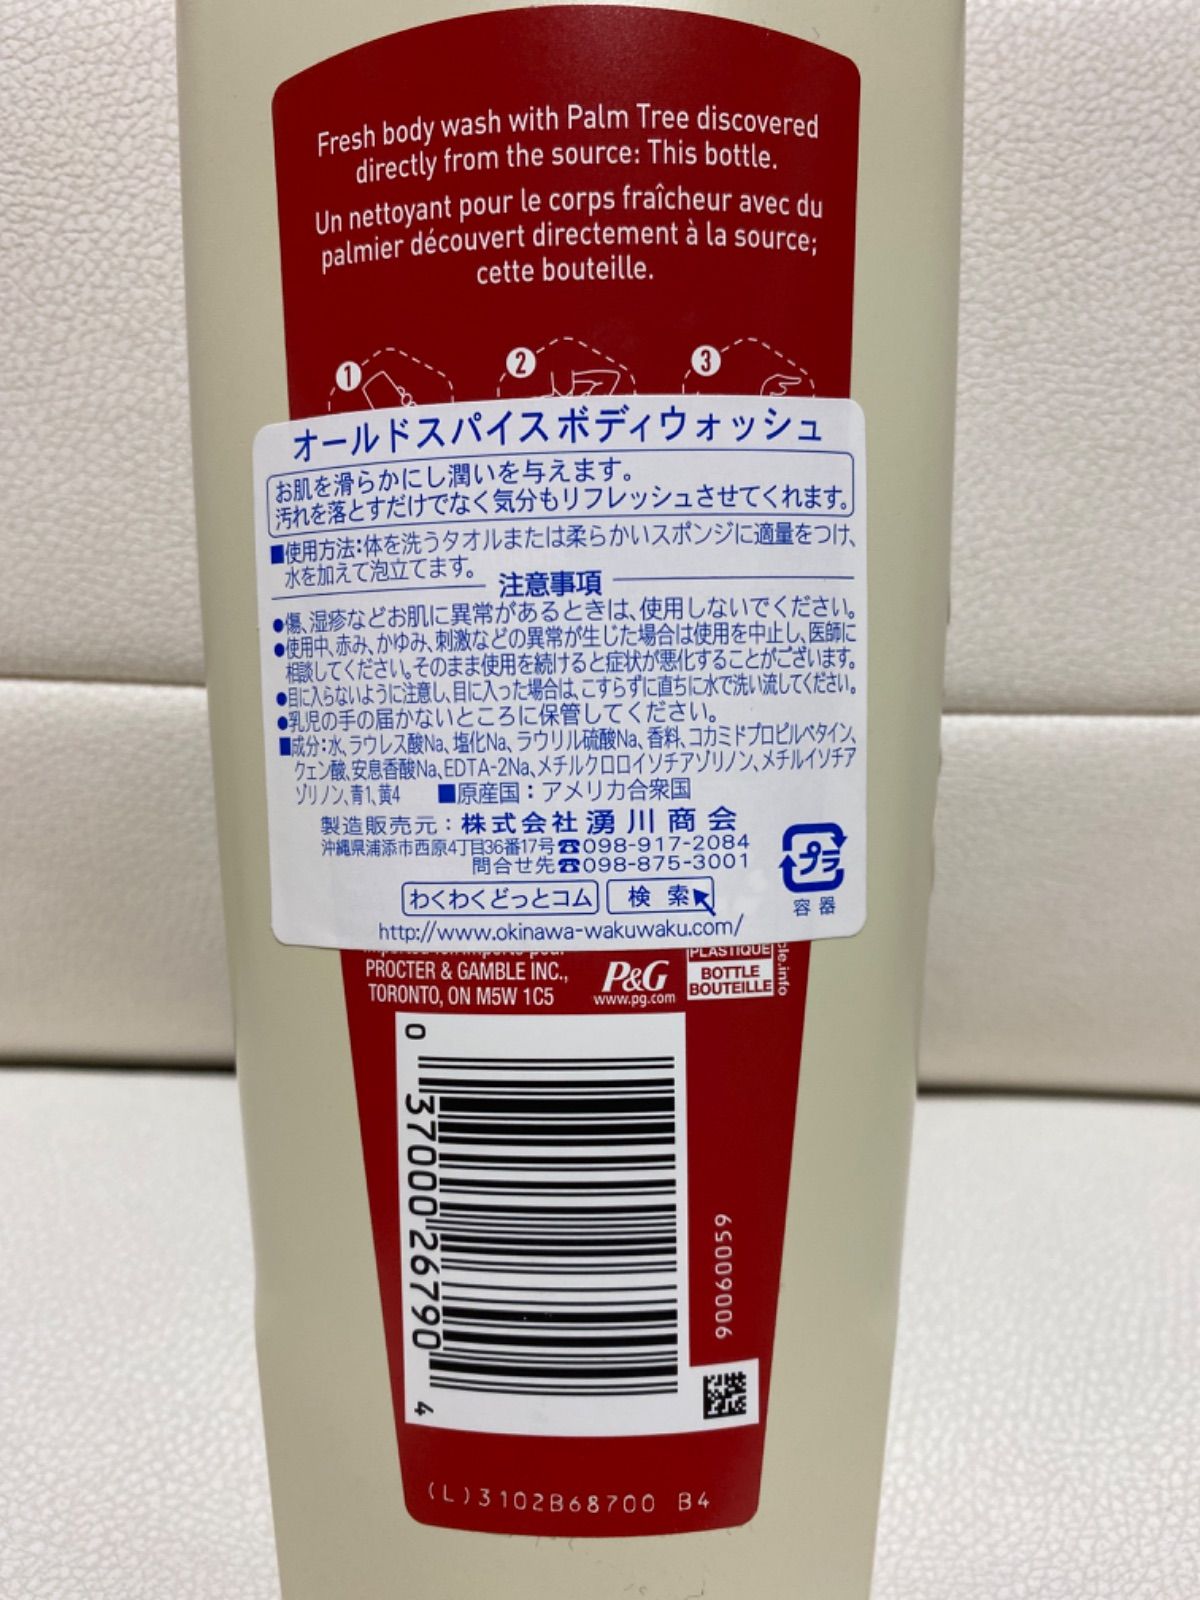 Fresh body wash with Palm Tree discovered
directly from the source: This bottle.
Un nettoyant pour le corps fraîcheur avec du
palmier découvert directement à la source;
cette bouteille.
1 2 3
オールドスパイスボディウォッシュ
お肌を滑らかにし潤いを与えます。
汚れを落とすだけでなく気分もリフレッシュさせてくれます。
■使用方法:体を洗うタオルまたは柔らかいスポンジに適量をつけ、
水を加えて泡立てます。
注意事項
●傷、湿疹などお肌に異常があるときは、使用しないでください。
●使用中、赤み、かゆみ、刺激などの異常が生じた場合は使用を中止し、医師に
相談してください。そのまま使用を続けると症状が悪化することがございます。
●目に入らないように注意し、目に入った場合は、こすらずに直ちに水で洗い流してください。
●乳児の手の届かないところに保管してください。
■成分:水、ラウレス酸Na、塩化Na、ラウリル硫酸Na、香料、コカミドプロピルベタイン、
クェン酸、安息香酸Na、EDTA-2Na、メチルクロロイソチアゾリノン、メチルイソチア
ゾリノン、青1、黄4 ■原産国:アメリカ合衆国
製造販売元:株式会社湧川商会
沖縄県浦添市西原4丁目36番17号☎098-917-2084
問合せ先☎098-875-3001
わくわくどっとコム 検索
http://www.okinawa-wakuwaku.com/
プラ
容器
PROCTER & GAMBLE INC.,
TORONTO, ON M5W 1C5
P&G
www.pg.com
PLASTIQUE
BOTTLE
BOUTEILLE
cle.info
0 37000 26790 4
90060059
(L)3102B68700 B4